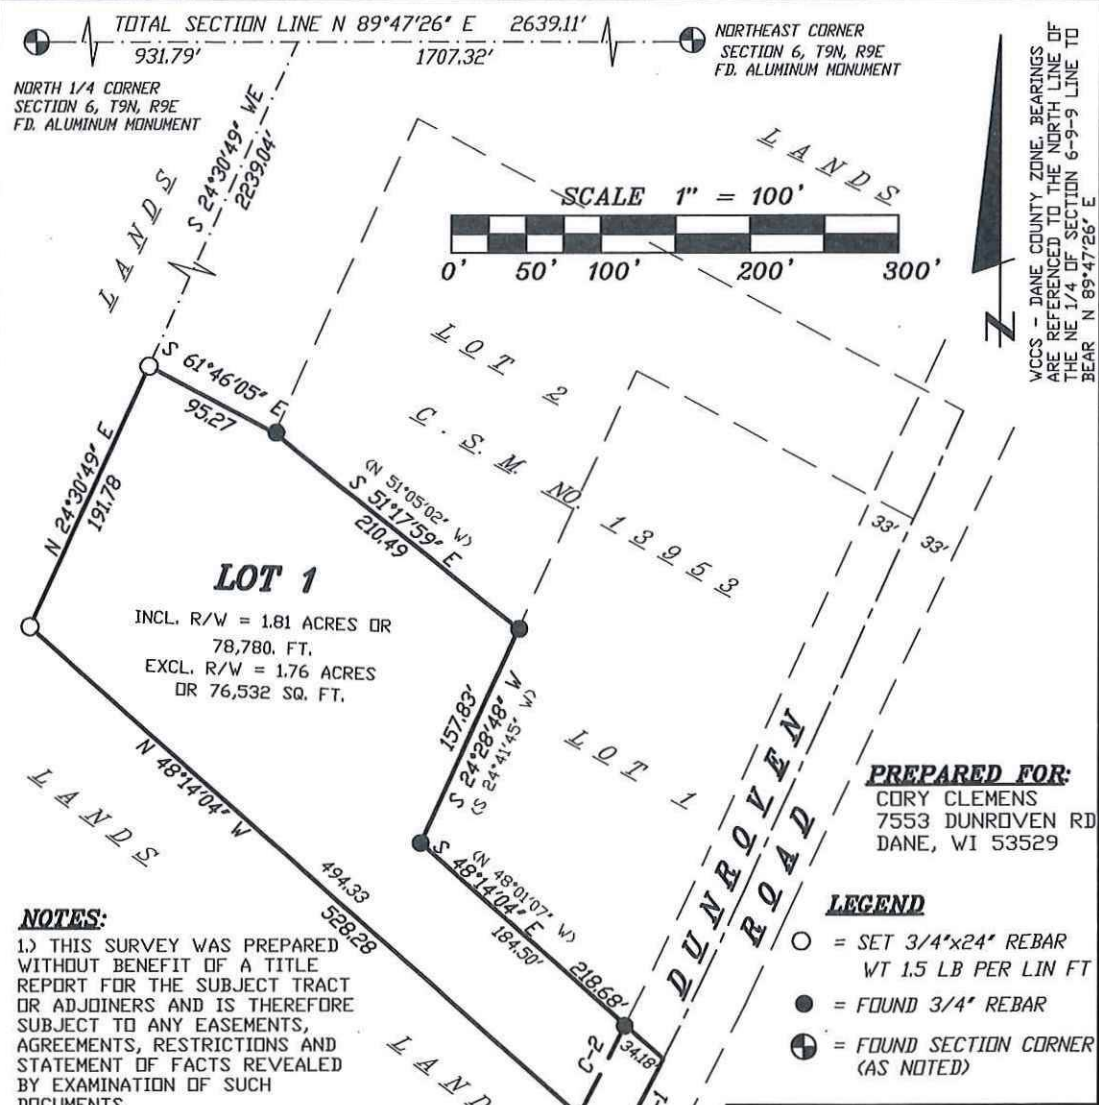 TOTAL SECTION LINE N 89°47'26" E 2639.11'
931.79'
1707.32'
NORTH 1/4 CORNER
SECTION 6, T9N, R9E
FD. ALUMINUM MONUMENT
NORTHEAST CORNER
SECTION 6, T9N, R9E
FD. ALUMINUM MONUMENT
WCCS - DANE COUNTY ZONE. BEARINGS
ARE REFERENCED TO THE NORTH LINE OF
THE NE 1/4 OF SECTION 6-9-9 LINE TO
BEAR N 89°47'26" E
N
S 24°30'49" WE
2239.04'
LANDS
LANDS
SCALE 1" = 100'
0' 50' 100' 200' 300'
LOT 2
C.S.M. NO. 13953
S 61°46'05" E
95.27
(N 51°05'02" W)
S 51°17'59" E
210.49
N 24°30'49" E
191.78
33' 33'
LOT 1
INCL. R/W = 1.81 ACRES OR
78,780. FT.
EXCL. R/W = 1.76 ACRES
OR 76,532 SQ. FT.
157.83'
S 24°28'48" W
(S 24°41'45" W)
LOT 1
N 48°14'04" W
494.33
528.28
LANDS
(N 48°01'07" W)
S 48°14'04" E
184.50'
218.68'
34.18'
C-2
DUNROVEN
ROAD
PREPARED FOR:
CORY CLEMENS
7553 DUNROVEN RD
DANE, WI 53529
LEGEND
= SET 3/4"x24" REBAR
WT 1.5 LB PER LIN FT
= FOUND 3/4" REBAR
= FOUND SECTION CORNER
(AS NOTED)
NOTES:
1.) THIS SURVEY WAS PREPARED
WITHOUT BENEFIT OF A TITLE
REPORT FOR THE SUBJECT TRACT
OR ADJOINERS AND IS THEREFORE
SUBJECT TO ANY EASEMENTS,
AGREEMENTS, RESTRICTIONS AND
STATEMENT OF FACTS REVEALED
BY EXAMINATION OF SUCH
DOCUMENTS
LAND